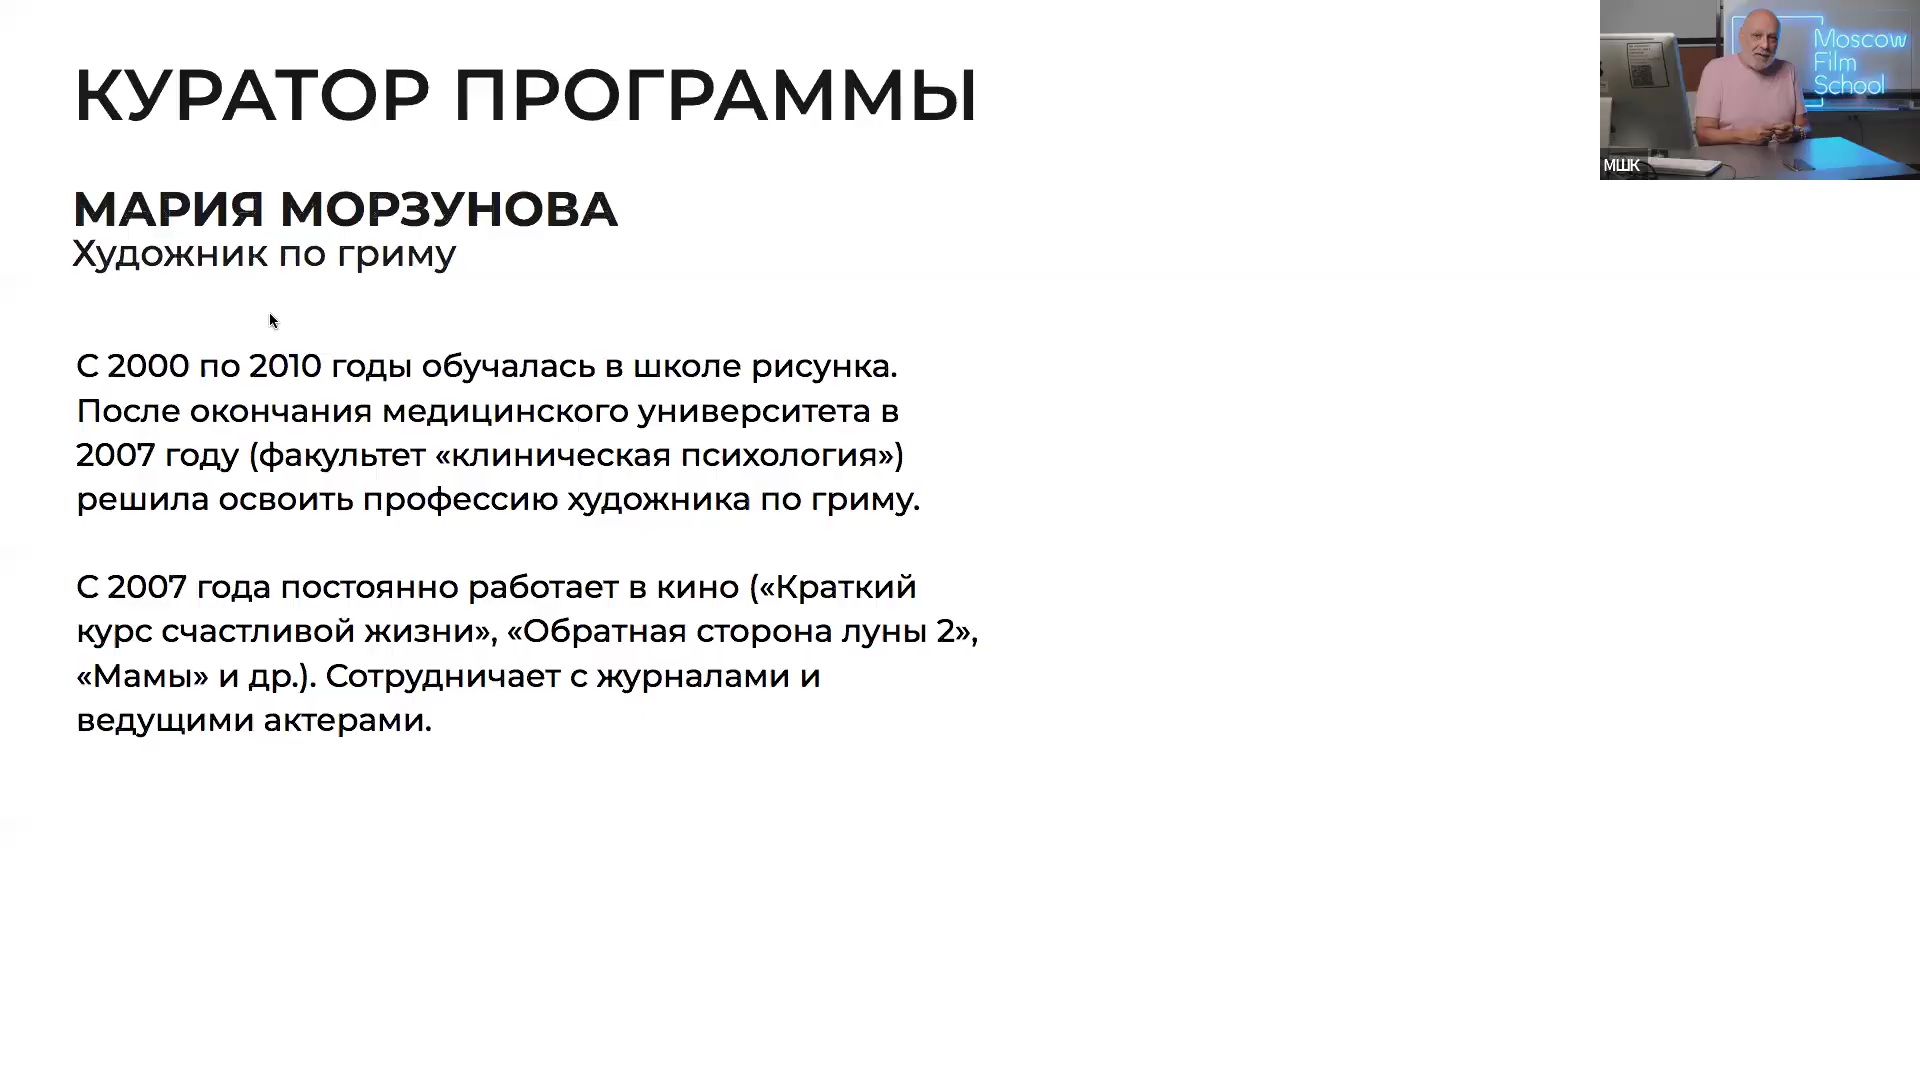 КУРАТОР ПРОГРАММЫ
МАРИЯ МОРЗУНОВА
Художник по гриму
С 2000 по 2010 годы обучалась в школе рисунка.
После окончания медицинского университета в
2007 году (факультет «клиническая психология»)
решила освоить профессию художника по гриму.
С 2007 года постоянно работает в кино («Краткий
курс счастливой жизни», «Обратная сторона луны 2»,
«Мамы» и др.). Сотрудничает с журналами и
ведущими актерами.
Moscow
Film
School
МШК